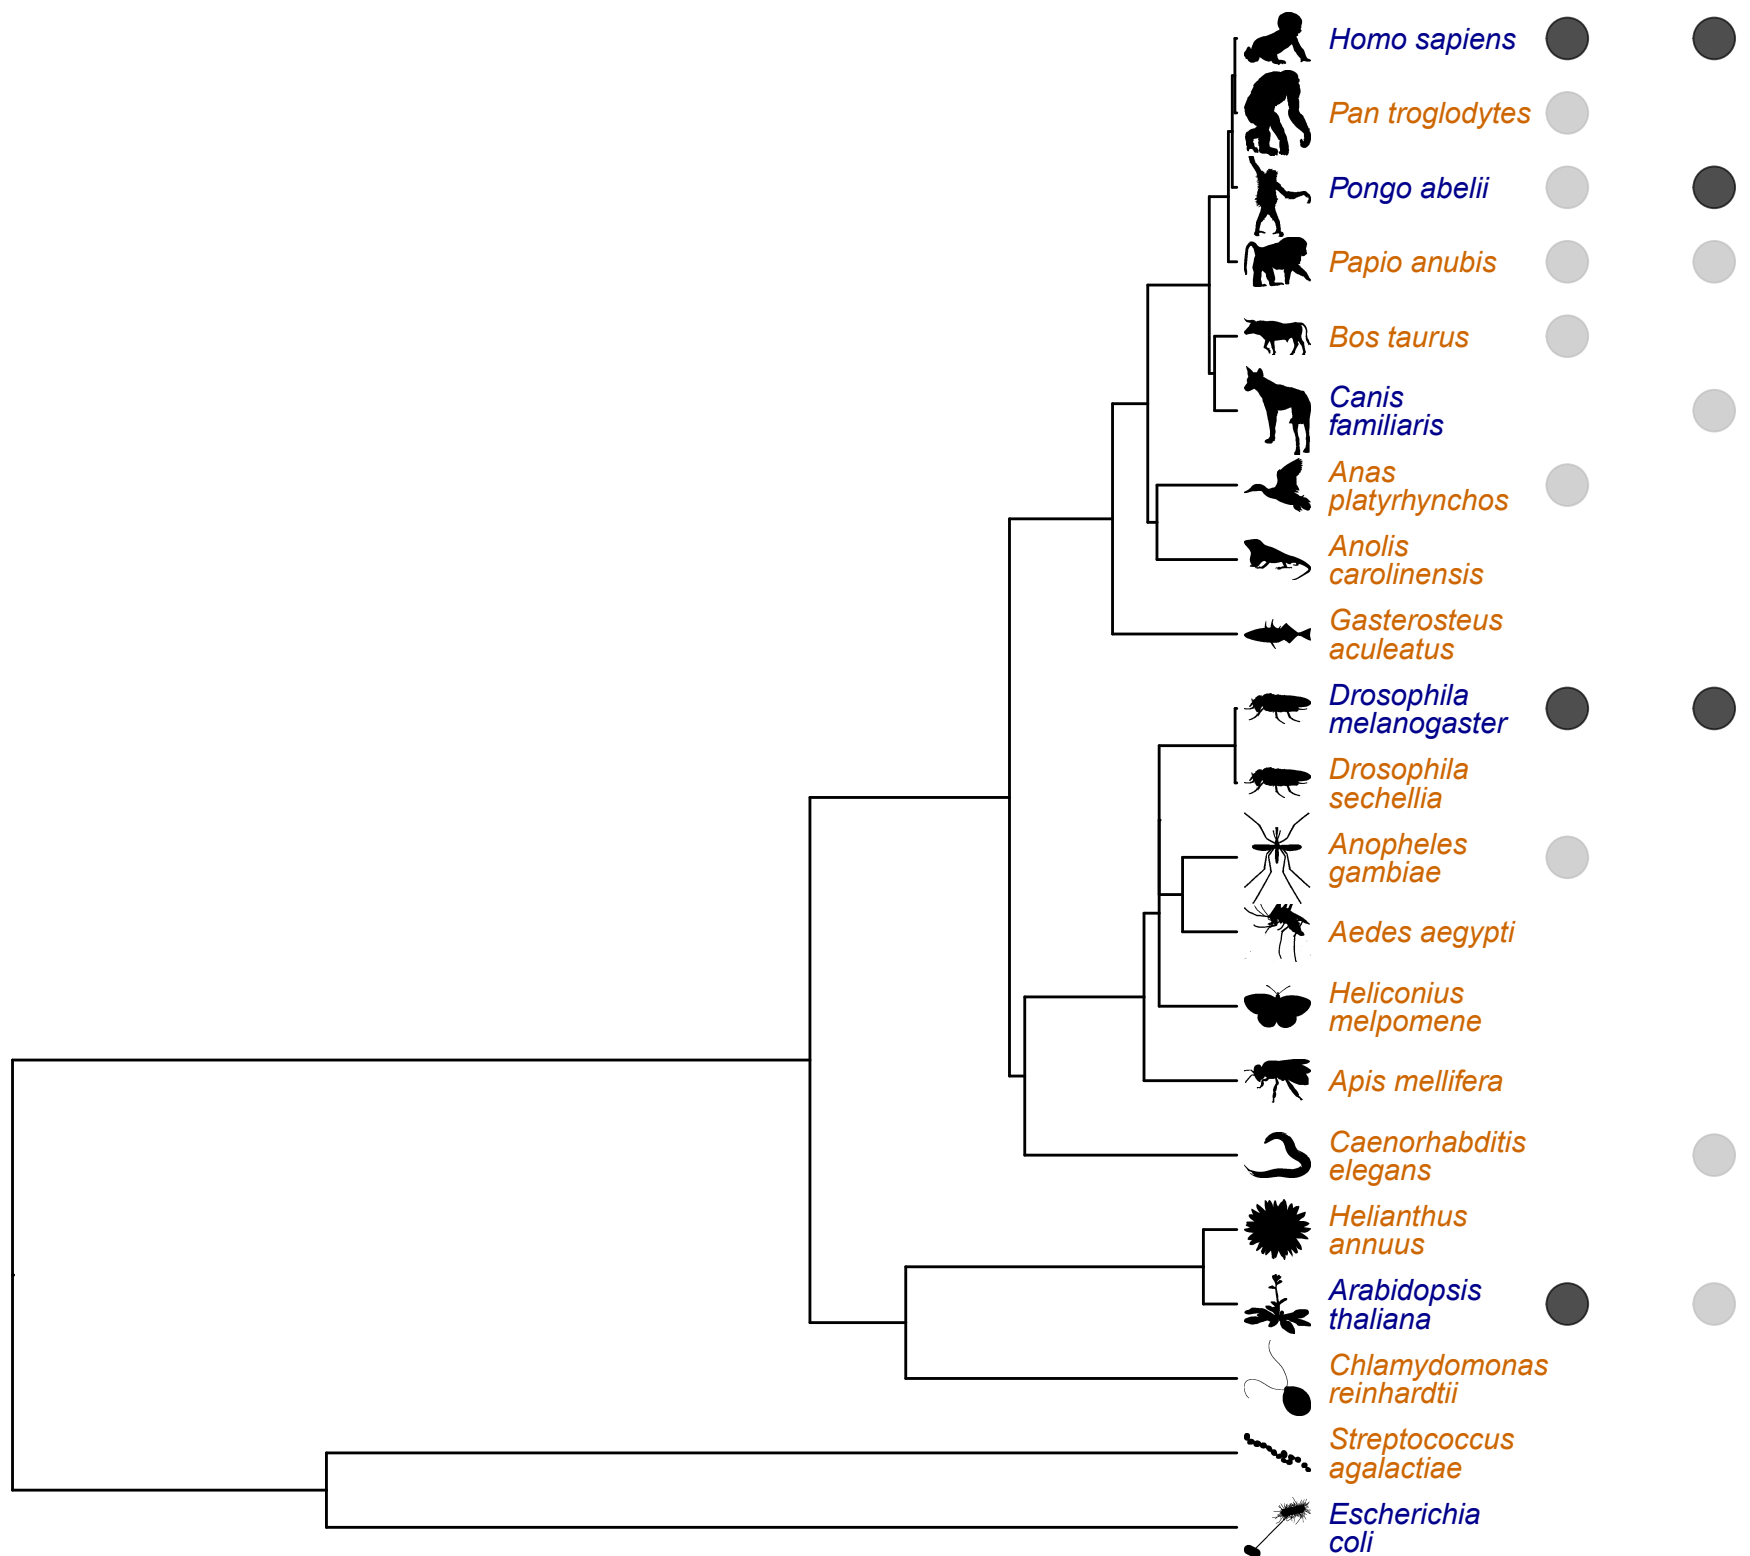 Homo sapiens
Pan troglodytes
Pongo abelii
Papio anubis
Bos taurus
Canis
familiaris
Anas
platyrhynchos
Anolis
carolinensis
Gasterosteus
aculeatus
Drosophila
melanogaster
Drosophila
sechellia
Anopheles
gambiae
Aedes aegypti
Heliconius
melpomene
Apis mellifera
Caenorhabditis
elegans
Helianthus
annuus
Arabidopsis
thaliana
Chlamydomonas
reinhardtii
Streptococcus
agalactiae
Escherichia
coli